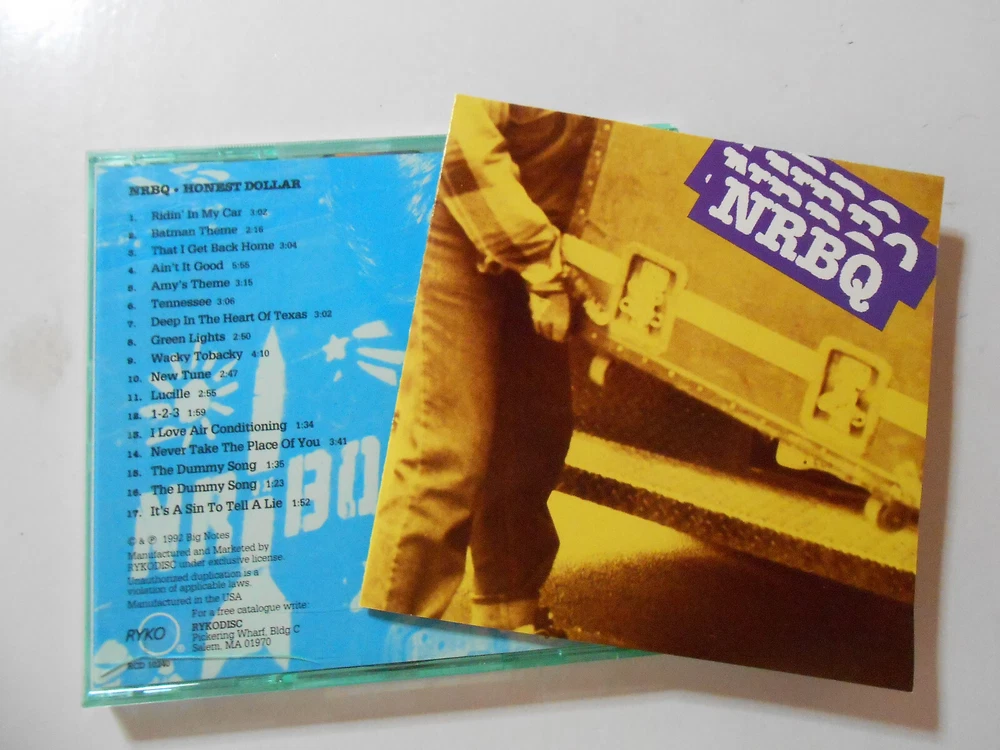 NRBQ • HONEST DOLLAR
1. Ridin' In My Car 3:02
2. Batman Theme 2:16
3. That I Get Back Home 3:04
4. Ain't It Good 5:55
5. Amy's Theme 3:15
6. Tennessee 3:06
7. Deep In The Heart Of Texas 3:02
8. Green Lights 2:50
9. Wacky Tobacky 4:10
10. New Tune 2:47
11. Lucille 2:55
12. 1-2-3 1:59
13. I Love Air Conditioning 1:34
14. Never Take The Place Of You 3:41
15. The Dummy Song 1:35
16. The Dummy Song 1:23
17. It's A Sin To Tell A Lie 1:52
© & ℗ 1992 Big Notes
Manufactured and Marketed by
RYKODISC under exclusive license.
Unauthorized duplication is a
violation of applicable laws.
Manufactured in the USA
For a free catalogue write:
RYKODISC
Pickering Wharf, Bldg C
Salem, MA 01970
RYKO
RCD 10240
NRBQ